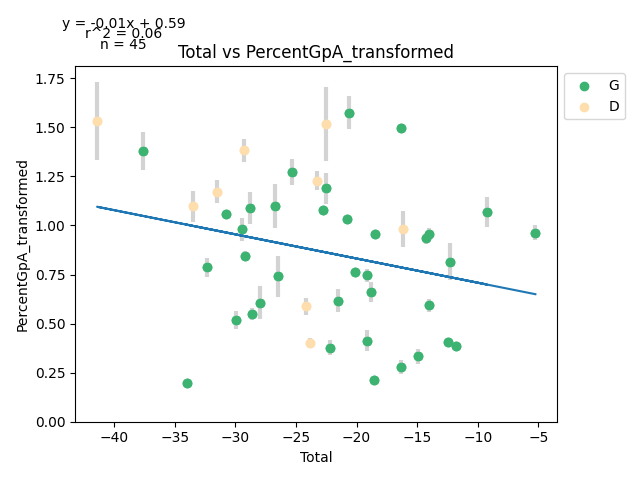 y = -0.01x + 0.59
r^2 = 0.06
n = 45
Total vs PercentGpA_transformed
G
D
PercentGpA_transformed
1.75
1.50
1.25
1.00
0.75
0.50
0.25
0.00
−40 −35 −30 −25 −20 −15 −10 −5
Total